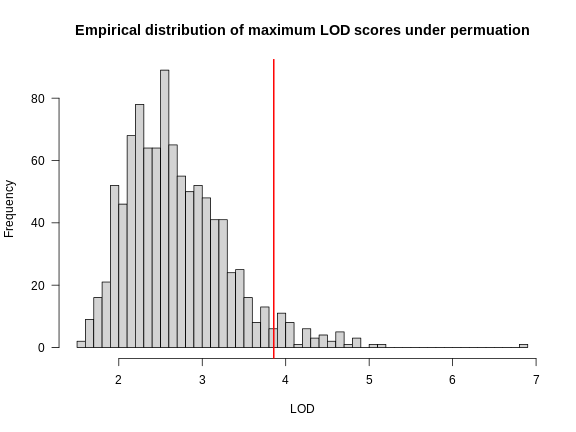 Empirical distribution of maximum LOD scores under permuation
Frequency
80
60
40
20
0
2 3 4 5 6 7
LOD